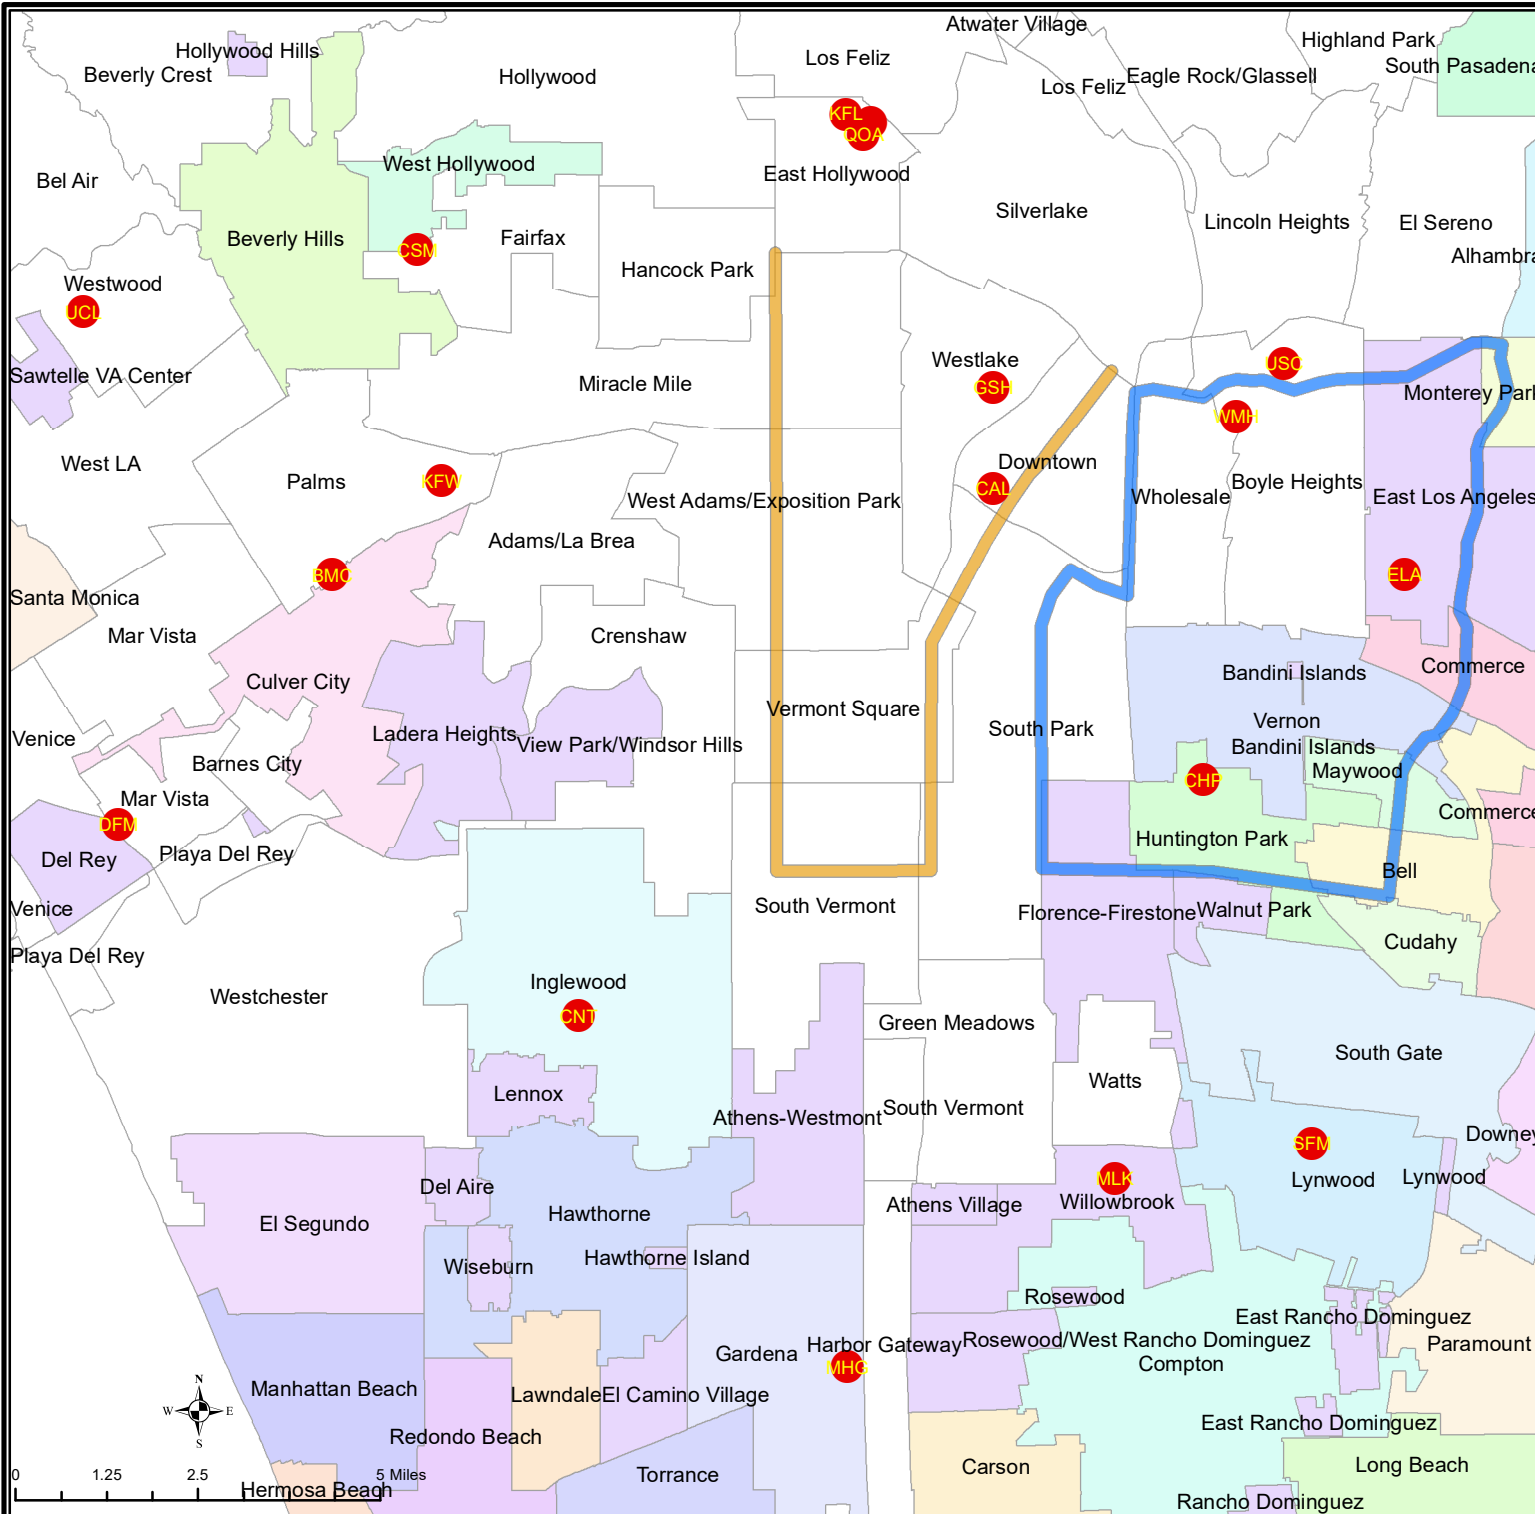 Atwater Village
Highland Park
Hollywood Hills
Los Feliz
South Pasadena
Beverly Crest
Hollywood
Eagle Rock/Glassell
Los Feliz
KFL
QOA
West Hollywood
East Hollywood
Bel Air
Silverlake
Lincoln Heights
El Sereno
Beverly Hills
Fairfax
CSM
Alhambra
Hancock Park
Westwood
UCL
Westlake
USC
Sawtelle VA Center
Miracle Mile
GSH
Monterey Park
WMH
West LA
Downtown
Palms
KFW
Boyle Heights
CAL
Wholesale
East Los Angeles
West Adams/Exposition Park
Adams/La Brea
BMC
ELA
Santa Monica
Mar Vista
Crenshaw
Bandini Islands
Commerce
Culver City
Vermont Square
Vernon
South Park
Ladera Heights
View Park/Windsor Hills
Venice
Bandini Islands
Barnes City
Maywood
CHP
Mar Vista
Commerce
DFM
Huntington Park
Playa Del Rey
Del Rey
Bell
South Vermont
Venice
Florence-Firestone
Walnut Park
Cudahy
Playa Del Rey
Inglewood
Westchester
CNT
Green Meadows
South Gate
Watts
Lennox
South Vermont
Athens-Westmont
Downey
SFM
Lynwood
Lynwood
MLK
Del Aire
Willowbrook
Athens Village
Hawthorne
El Segundo
Hawthorne Island
Wiseburn
Rosewood
East Rancho Dominguez
Rosewood/West Rancho Dominguez
Harbor Gateway
Paramount
Gardena
Compton
MHG
N
W E
S
Manhattan Beach
Lawndale
El Camino Village
East Rancho Dominguez
Redondo Beach
Carson
Long Beach
Torrance
0 1.25 2.5 5 Miles
Hermosa Beach
Rancho Dominguez